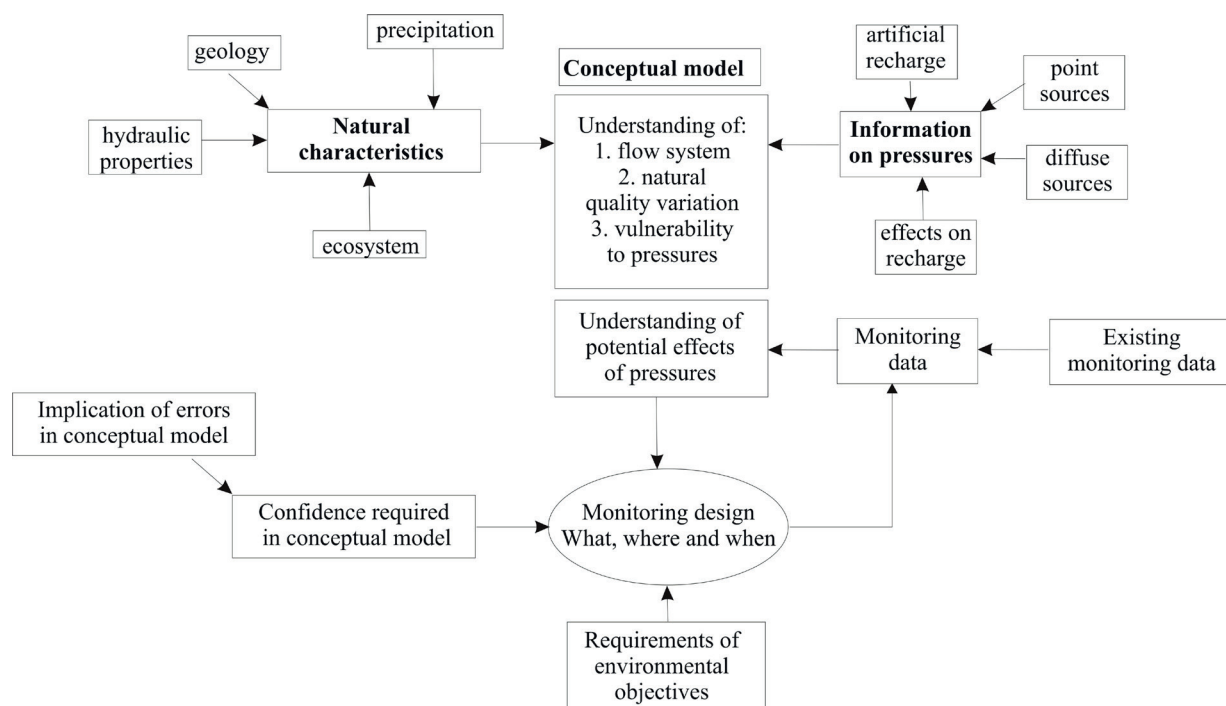 precipitation
geology
hydraulic
properties
Natural
characteristics
ecosystem
Conceptual model
Understanding of:
1. flow system
2. natural
quality variation
3. vulnerability
to pressures
artificial
recharge
point
sources
Information
on pressures
diffuse
sources
effects on
recharge
Understanding of
potential effects
of pressures
Monitoring
data
Existing
monitoring data
Implication of errors
in conceptual model
Confidence required
in conceptual model
Monitoring design
What, where and when
Requirements of
environmental
objectives